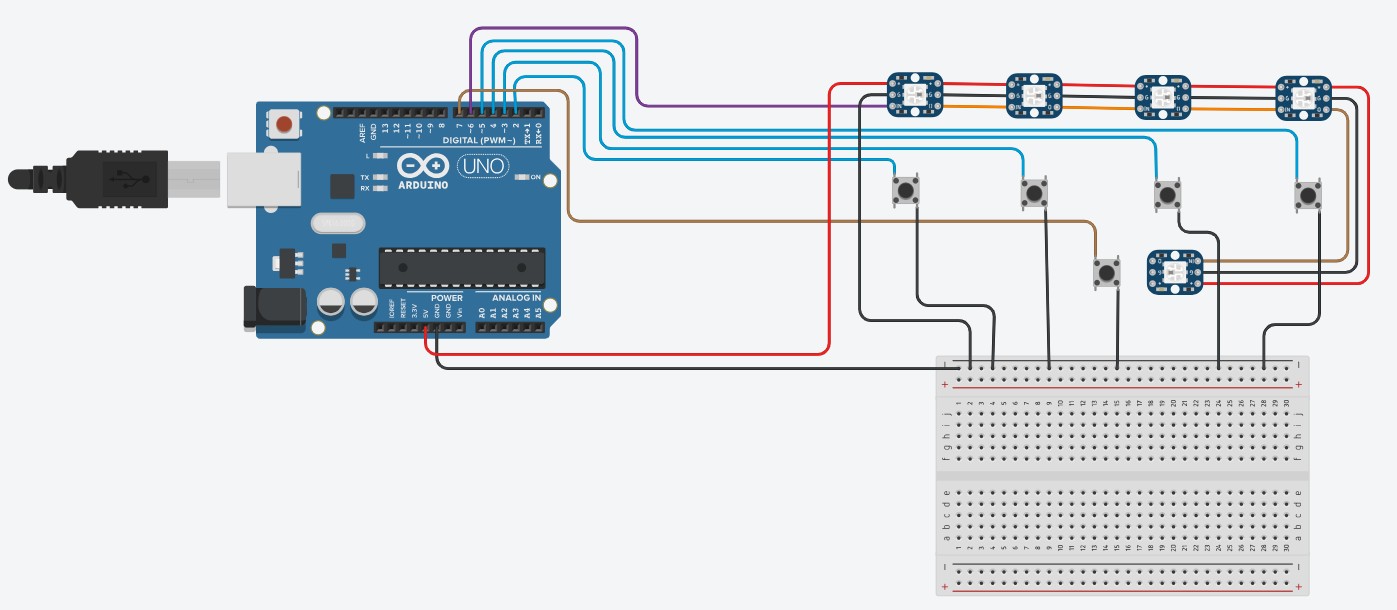 AREF
GND
13
12
~11
~10
~9
8
7
~6
~5
4
~3
2
TX→1
RX←0
DIGITAL (PWM~)
L
TX
RX
ARDUINO
UNO
ON
POWER
ANALOG IN
IOREF
RESET
3.3V
5V
GND
GND
Vin
A0
A1
A2
A3
A4
A5
1 2 3 4 5 6 7 8 9 10 11 12 13 14 15 16 17 18 19 20 21 22 23 24 25 26 27 28 29 30
j
i
h
g
f
e
d
c
b
a
1 2 3 4 5 6 7 8 9 10 11 12 13 14 15 16 17 18 19 20 21 22 23 24 25 26 27 28 29 30